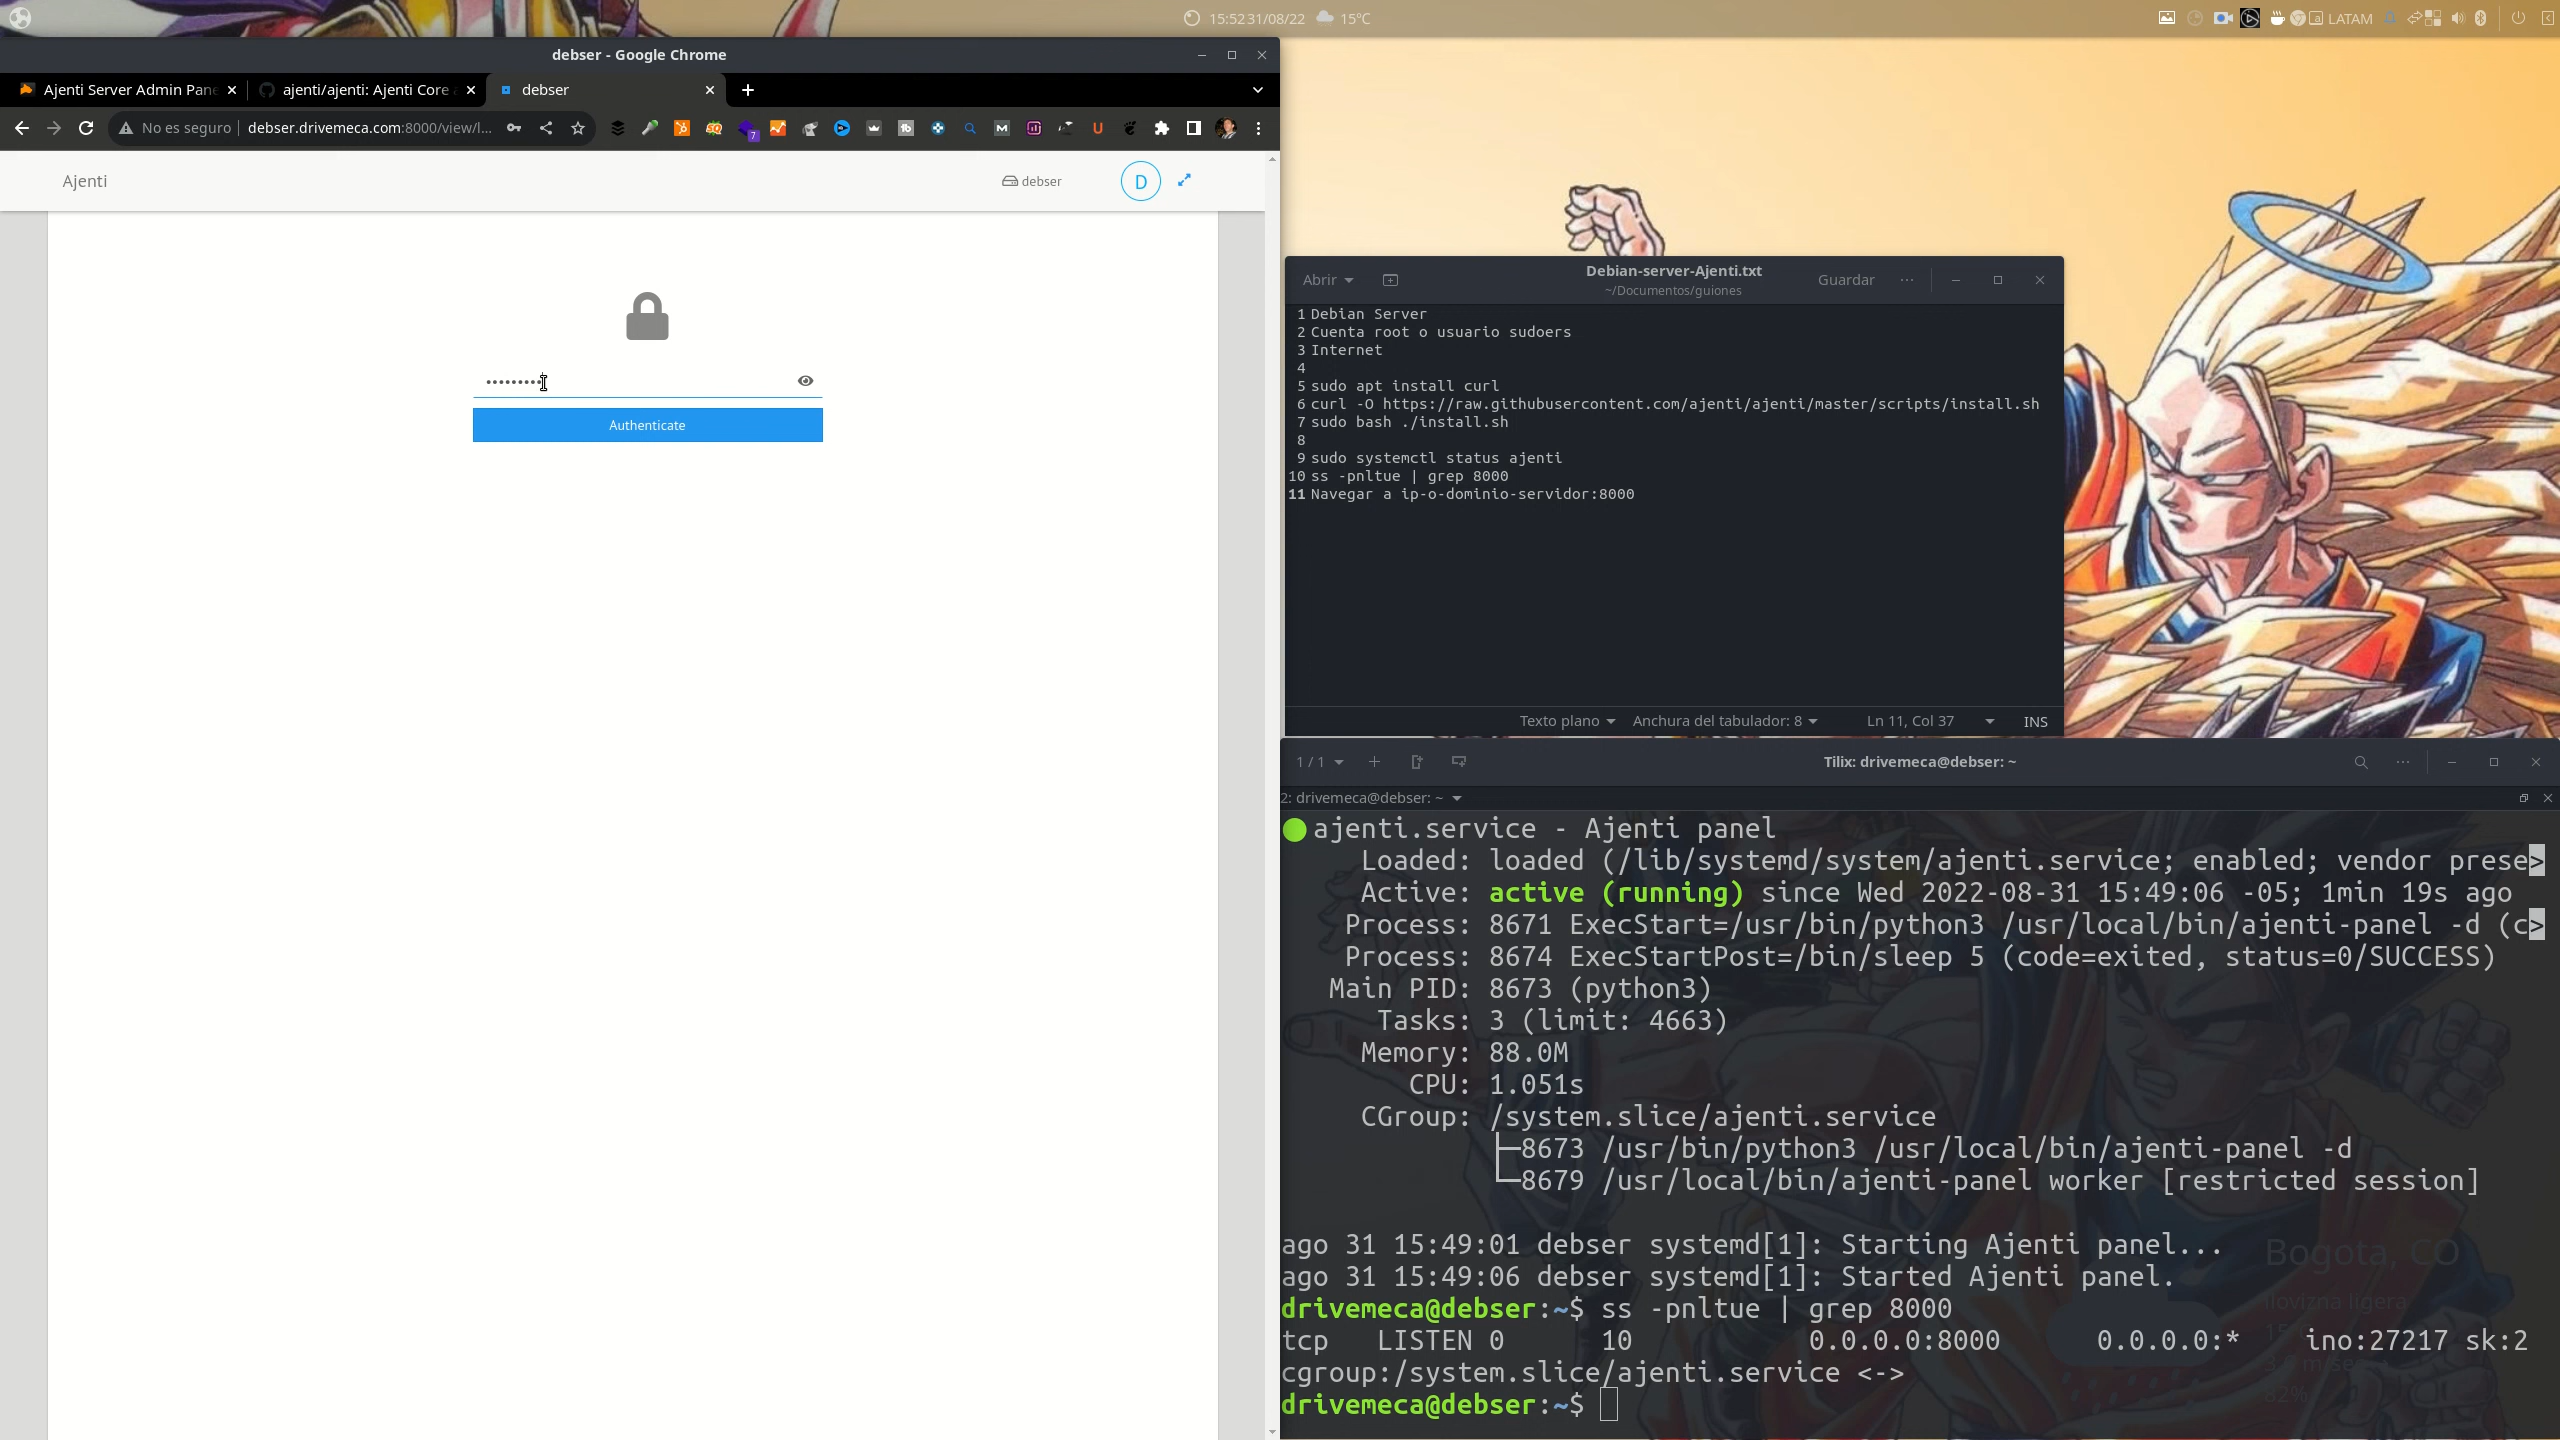 15:52 31/08/22 15°C
LATAM
debser - Google Chrome
Ajenti Server Admin Pane
ajenti/ajenti: Ajenti Core a
debser
No es seguro
debser.drivemeca.com:8000/view/l...
7
Ajenti
debser
D
Authenticate
Abrir
Debian-server-Ajenti.txt
~/Documentos/guiones
Guardar
1 Debian Server
2 Cuenta root o usuario sudoers
3 Internet
4
5 sudo apt install curl
6 curl -O https://raw.githubusercontent.com/ajenti/ajenti/master/scripts/install.sh
7 sudo bash ./install.sh
8
9 sudo systemctl status ajenti
10 ss -pnltue | grep 8000
11 Navegar a ip-o-dominio-servidor:8000
Texto plano
Anchura del tabulador: 8
Ln 11, Col 37
INS
1 / 1
Tilix: drivemeca@debser: ~
2: drivemeca@debser: ~
ajenti.service - Ajenti panel
Loaded: loaded (/lib/systemd/system/ajenti.service; enabled; vendor prese>
Active: active (running) since Wed 2022-08-31 15:49:06 -05; 1min 19s ago
Process: 8671 ExecStart=/usr/bin/python3 /usr/local/bin/ajenti-panel -d (c>
Process: 8674 ExecStartPost=/bin/sleep 5 (code=exited, status=0/SUCCESS)
Main PID: 8673 (python3)
Tasks: 3 (limit: 4663)
Memory: 88.0M
CPU: 1.051s
CGroup: /system.slice/ajenti.service
├─8673 /usr/bin/python3 /usr/local/bin/ajenti-panel -d
└─8679 /usr/local/bin/ajenti-panel worker [restricted session]
ago 31 15:49:01 debser systemd[1]: Starting Ajenti panel...
ago 31 15:49:06 debser systemd[1]: Started Ajenti panel.
Bogota, CO
llovizna ligera
drivemeca@debser:~$ ss -pnltue | grep 8000
tcp LISTEN 0 10 0.0.0.0:8000 0.0.0.0:* ino:27217 sk:2
cgroup:/system.slice/ajenti.service <->
drivemeca@debser:~$